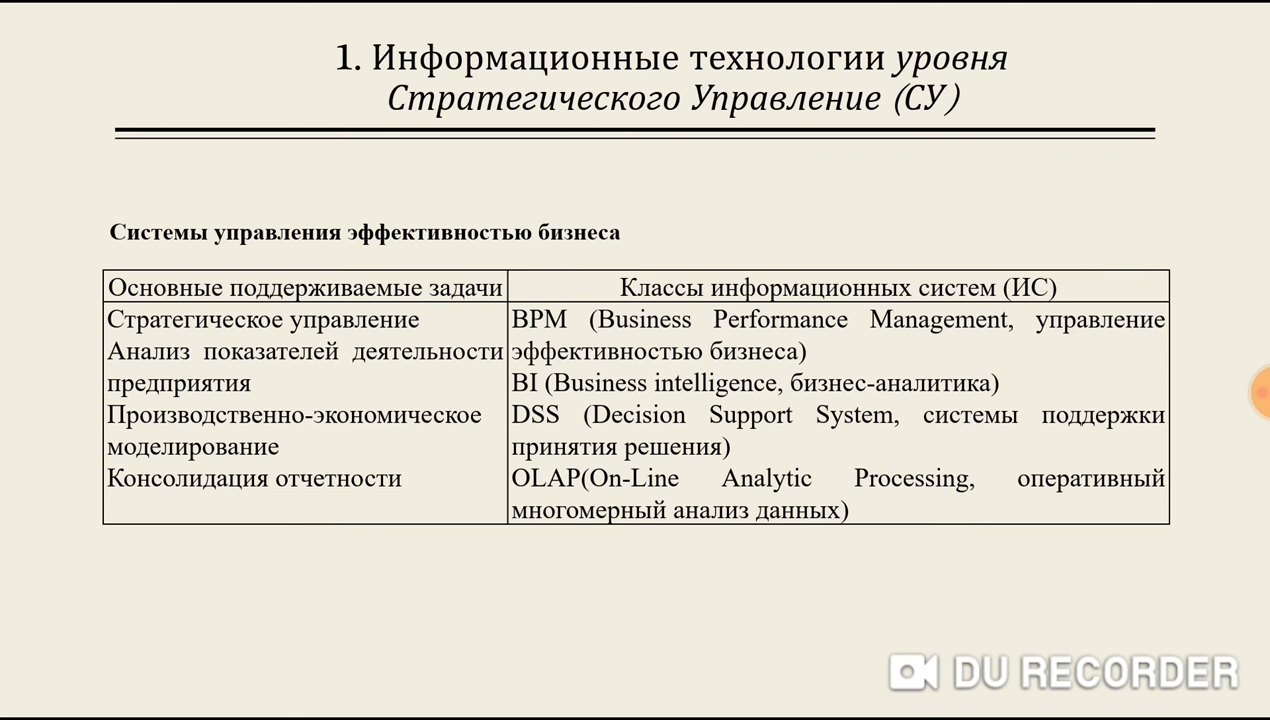 1. Информационные технологии уровня
Стратегического Управление (СУ)
Системы управления эффективностью бизнеса
Основные поддерживаемые задачи
Классы информационных систем (ИС)
Стратегическое управление
Анализ показателей деятельности
предприятия
Производственно-экономическое
моделирование
Консолидация отчетности
BPM (Business Performance Management, управление
эффективностью бизнеса)
BI (Business intelligence, бизнес-аналитика)
DSS (Decision Support System, системы поддержки
принятия решения)
OLAP(On-Line Analytic Processing, оперативный
многомерный анализ данных)
DU RECORDER